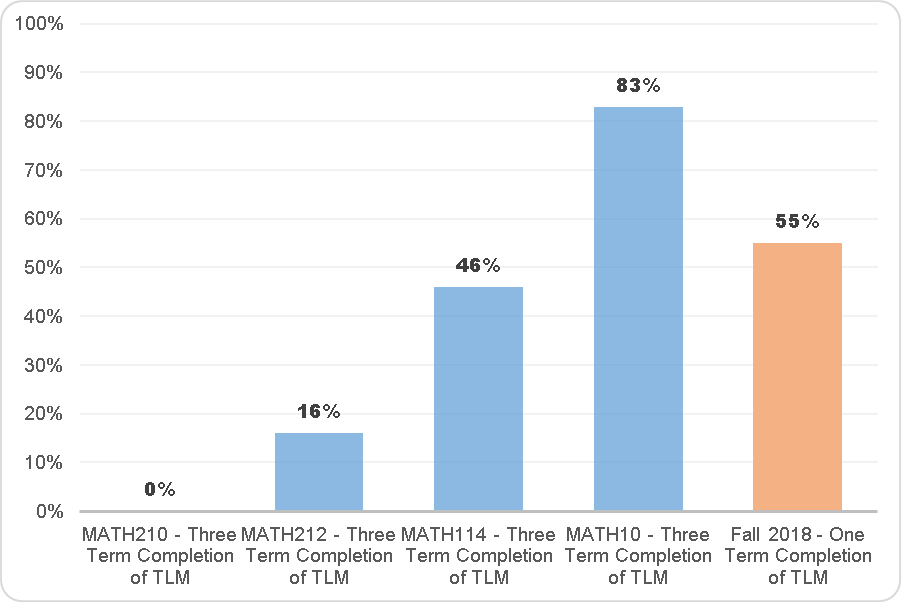 100%
90%
80%
70%
60%
50%
40%
30%
20%
10%
0%
0%
16%
46%
83%
55%
MATH210 - Three
Term Completion
of TLM
MATH212 - Three
Term Completion
of TLM
MATH114 - Three
Term Completion
of TLM
MATH10 - Three
Term Completion
of TLM
Fall 2018 - One
Term Completion
of TLM